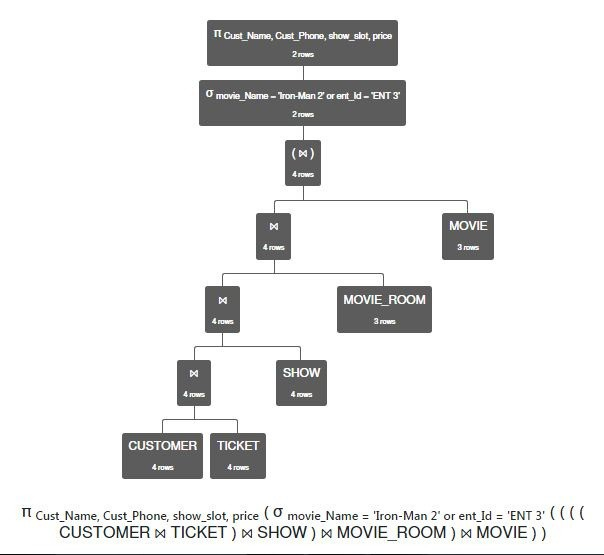 π Cust_Name, Cust_Phone, show_slot, price
2 rows
σ movie_Name = 'Iron-Man 2' or ent_Id = 'ENT 3'
2 rows
( ⋈ )
4 rows
⋈
4 rows
MOVIE
3 rows
⋈
4 rows
MOVIE_ROOM
3 rows
⋈
4 rows
SHOW
4 rows
CUSTOMER
4 rows
TICKET
4 rows
π Cust_Name, Cust_Phone, show_slot, price ( σ movie_Name = 'Iron-Man 2' or ent_Id = 'ENT 3' ( ( ( (
CUSTOMER ⋈ TICKET ) ⋈ SHOW ) ⋈ MOVIE_ROOM ) ⋈ MOVIE ) )